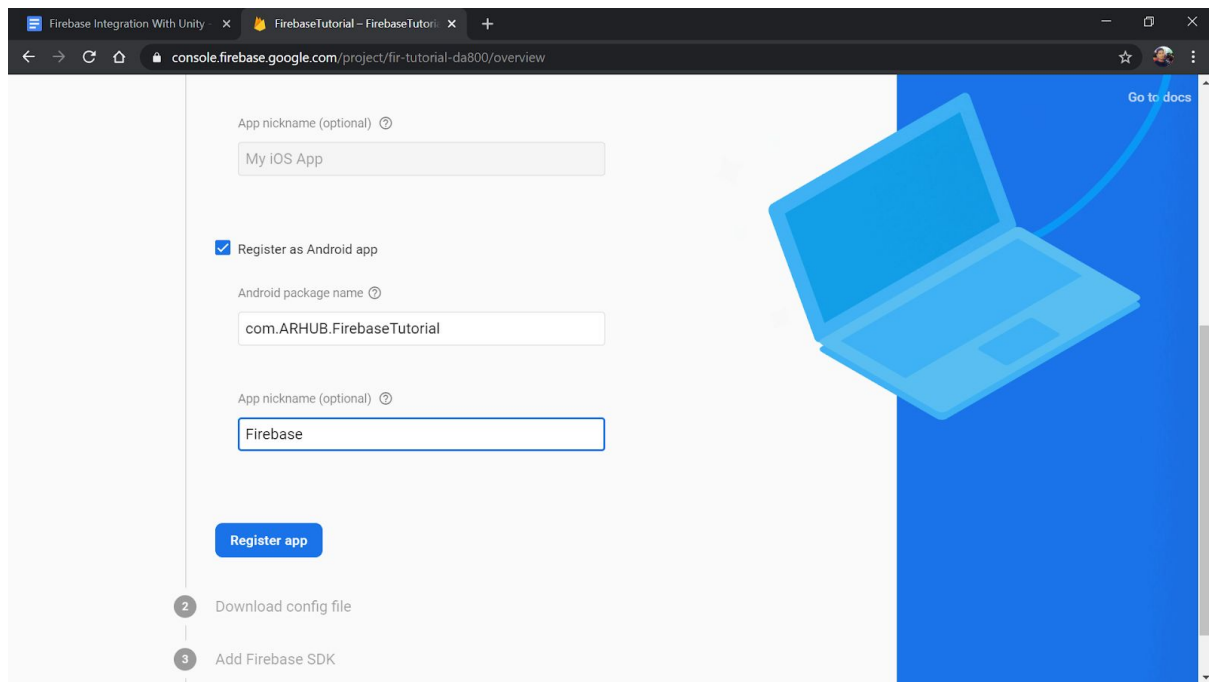 Firebase Integration With Unity -
FirebaseTutorial – FirebaseTutori
console.firebase.google.com/project/fir-tutorial-da800/overview
Go to docs
App nickname (optional)
My iOS App
Register as Android app
Android package name
com.ARHUB.FirebaseTutorial
App nickname (optional)
Firebase
Register app
2 Download config file
3 Add Firebase SDK